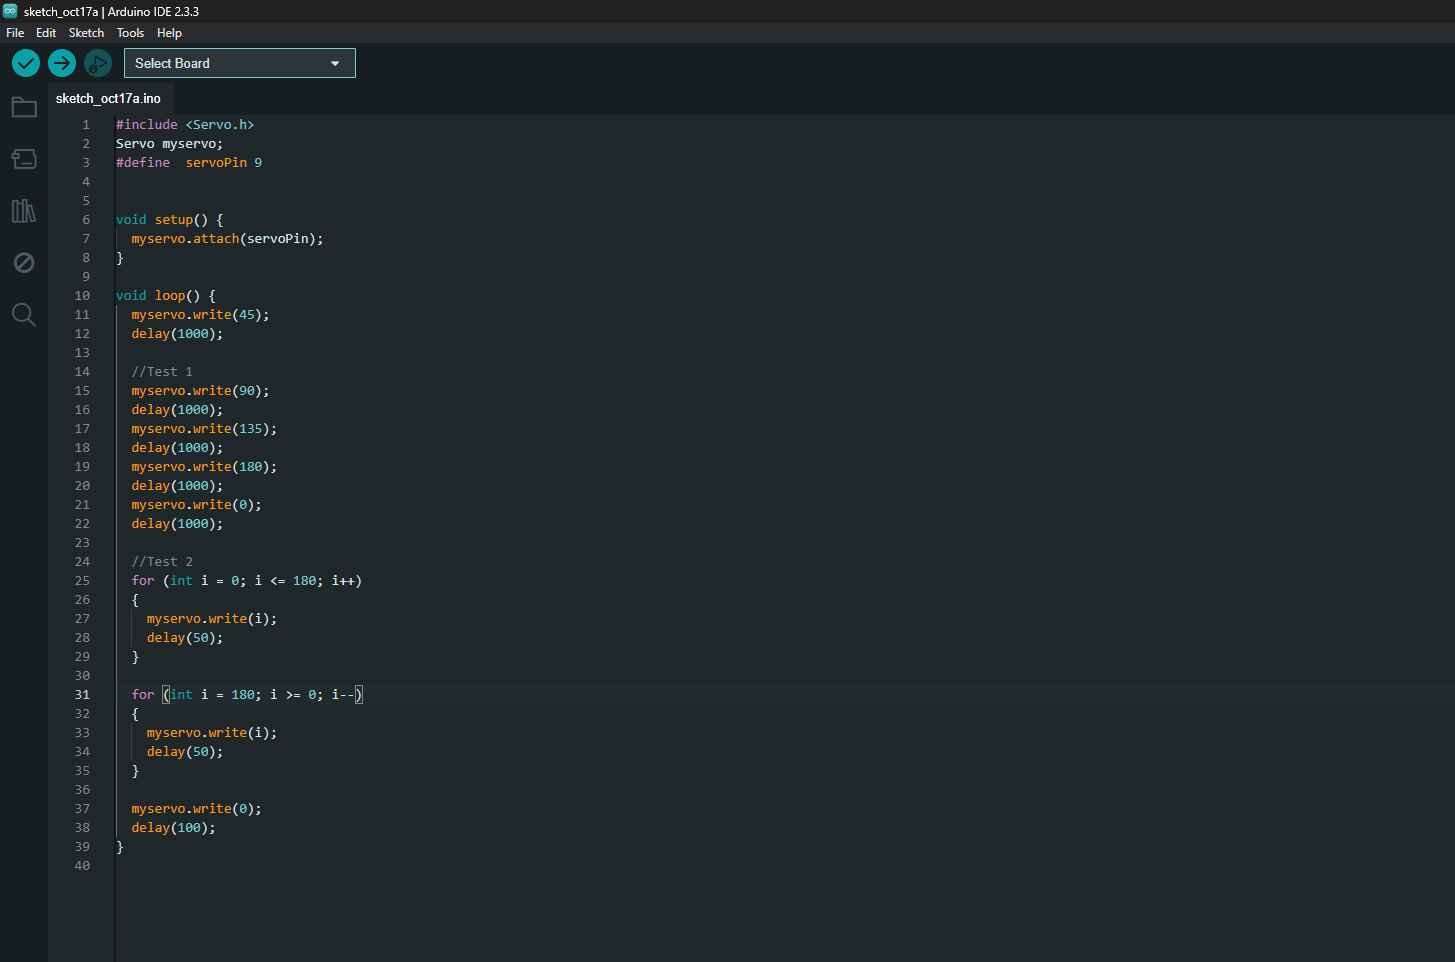 sketch_oct17a | Arduino IDE 2.3.3
File Edit Sketch Tools Help
Select Board
sketch_oct17a.ino
1 #include <Servo.h>
2 Servo myservo;
3 #define  servoPin 9
4
5
6 void setup() {
7   myservo.attach(servoPin);
8 }
9
10 void loop() {
11   myservo.write(45);
12   delay(1000);
13
14   //Test 1
15   myservo.write(90);
16   delay(1000);
17   myservo.write(135);
18   delay(1000);
19   myservo.write(180);
20   delay(1000);
21   myservo.write(0);
22   delay(1000);
23
24   //Test 2
25   for (int i = 0; i <= 180; i++)
26   {
27     myservo.write(i);
28     delay(50);
29   }
30
31   for (int i = 180; i >= 0; i--)
32   {
33     myservo.write(i);
34     delay(50);
35   }
36
37   myservo.write(0);
38   delay(100);
39 }
40